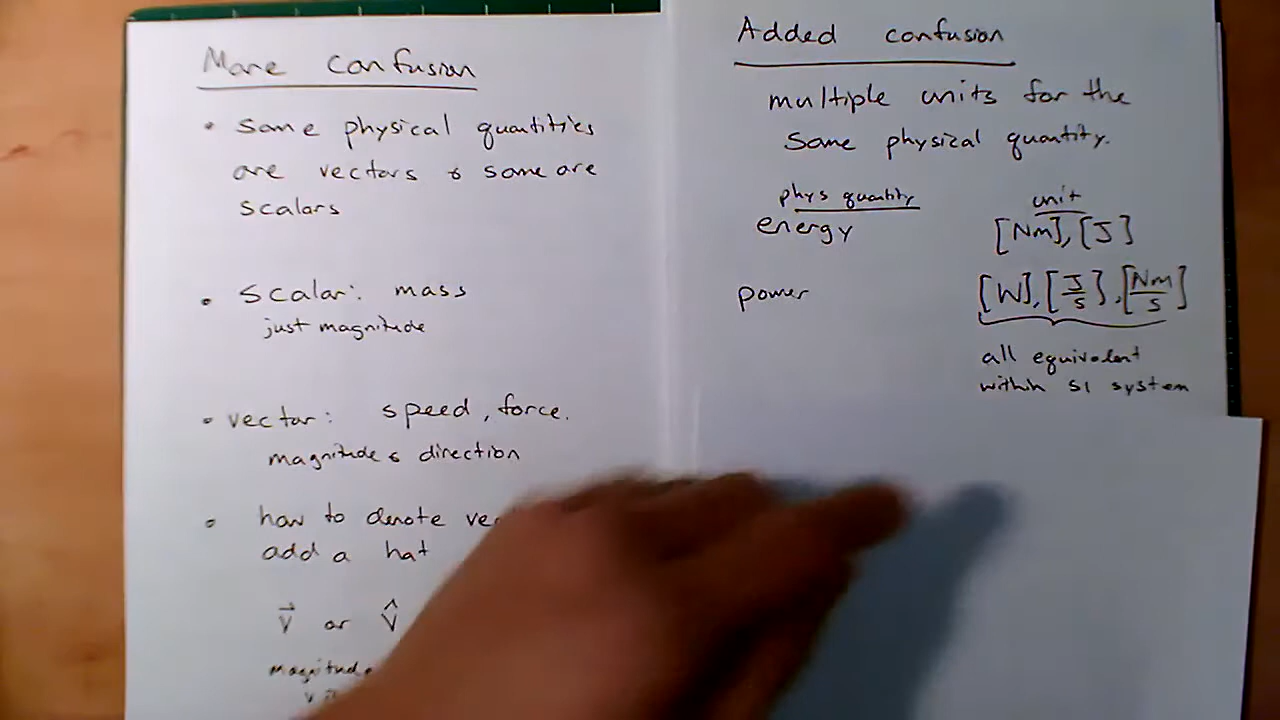 More confusion
• Some physical quantities
are vectors & some are
scalars
• Scalar: mass
just magnitude
• vector: speed, force.
magnitude & direction
• how to denote
add a hat
v⃗ or v̂
Added confusion
multiple units for the
same physical quantity.
phys quantity unit
energy [Nm], [J]
power [W], [J/s], [Nm/s]
all equivalent
within SI system